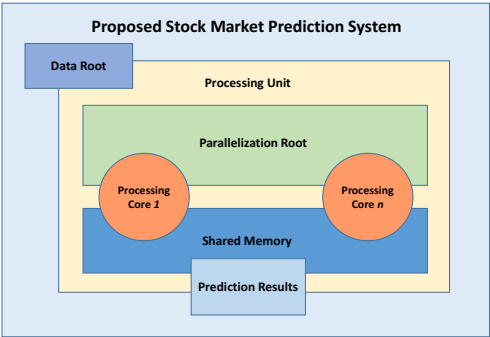 Proposed Stock Market Prediction System
Data Root
Processing Unit
Parallelization Root
Processing
Core 1
Processing
Core n
Shared Memory
Prediction Results